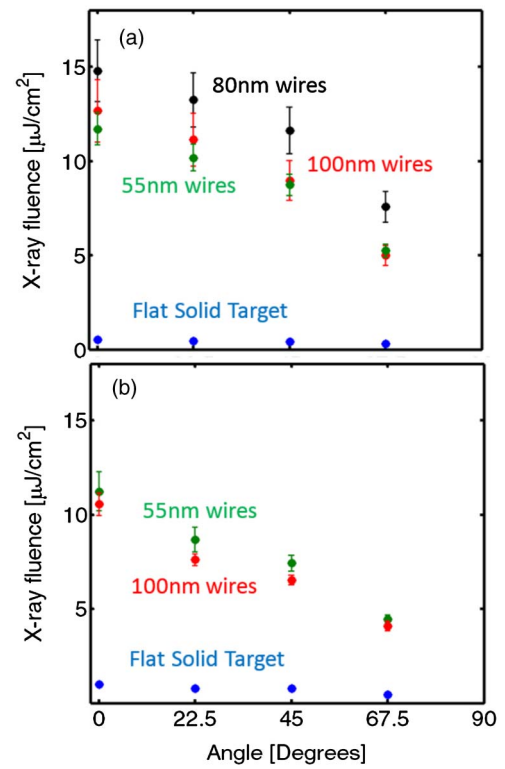 (a)
X-ray fluence [μJ/cm²]
15
10
5
0
80nm wires
100nm wires
55nm wires
Flat Solid Target
(b)
X-ray fluence [μJ/cm²]
15
10
5
55nm wires
100nm wires
Flat Solid Target
0 22.5 45 67.5 90
Angle [Degrees]